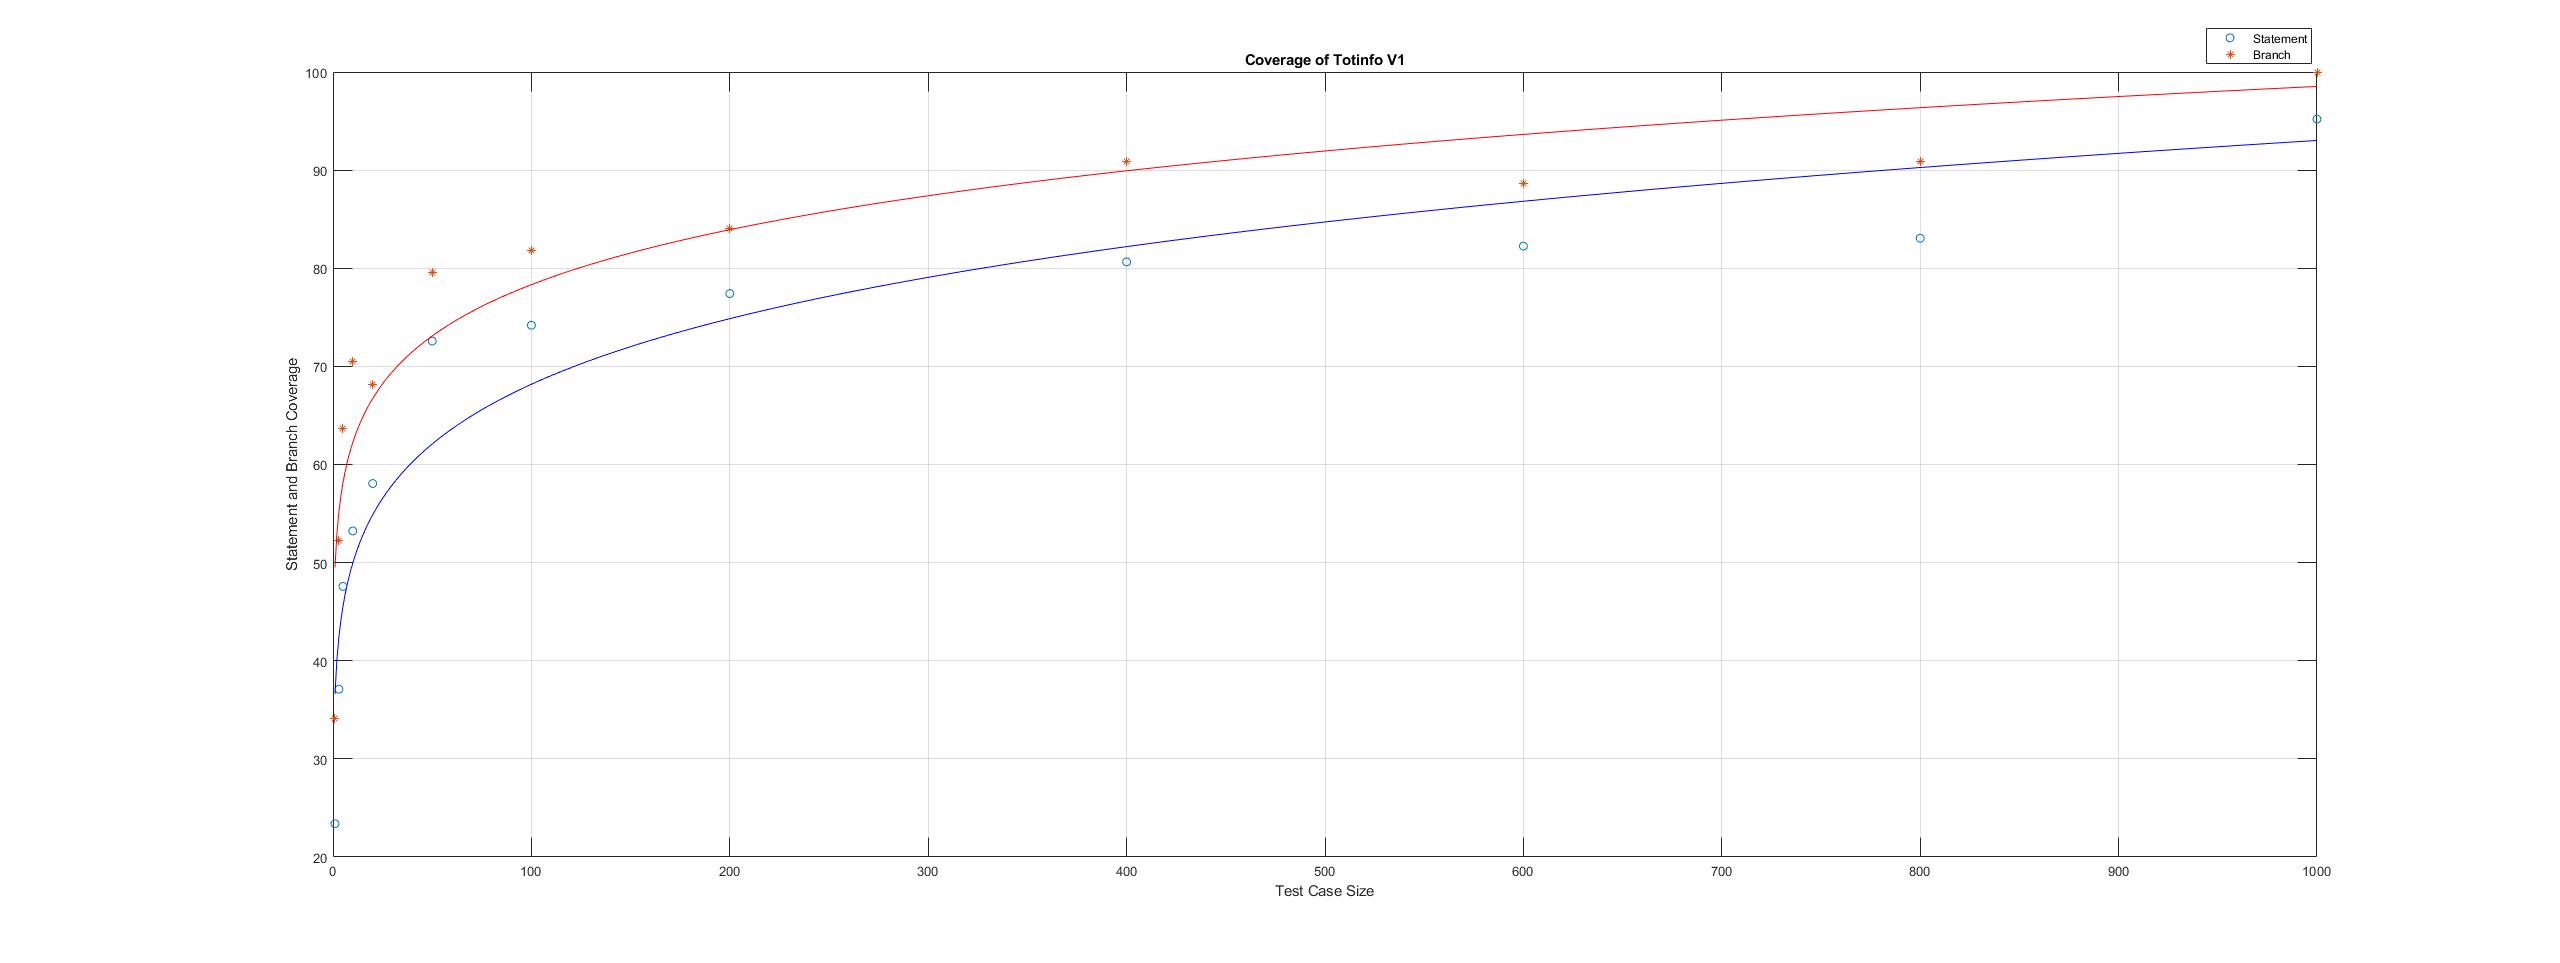 Coverage of Totinfo V1
Statement
Branch
100
90
80
70
60
50
40
30
20
Statement and Branch Coverage
0 100 200 300 400 500 600 700 800 900 1000
Test Case Size